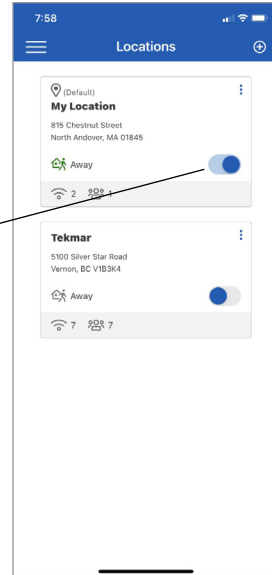 7:58
Locations
(Default)
My Location
815 Chestnut Street
North Andover, MA 01845
Away
2 1
Tekmar
5100 Silver Star Road
Vernon, BC V1B3K4
Away
7 7